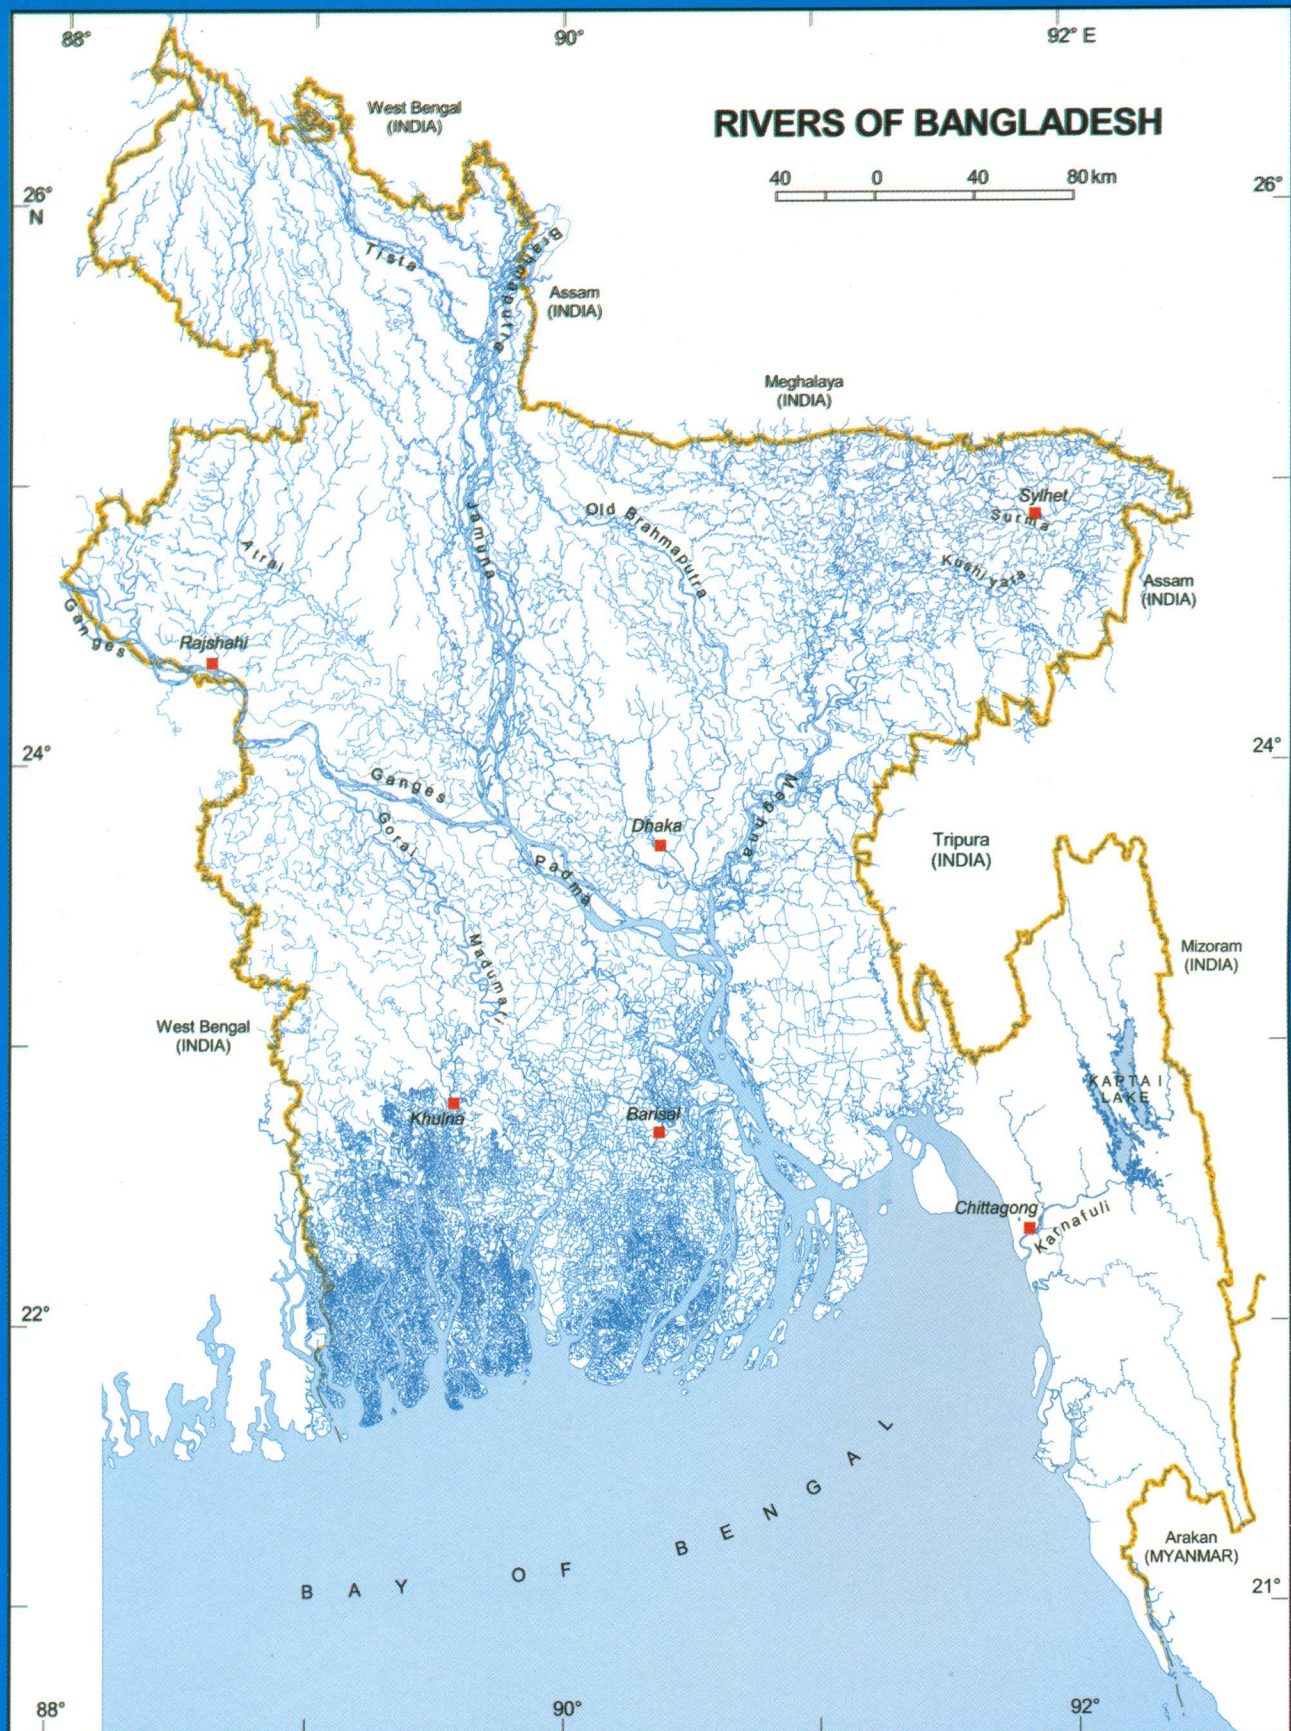 88°
90°
92° E
RIVERS OF BANGLADESH
West Bengal
(INDIA)
40 0 40 80 km
26°
N
26°
Brahmaputra
Tista
Assam
(INDIA)
Meghalaya
(INDIA)
Sylhet
Surma
Old Brahmaputra
Jamuna
Atrai
Kushiyara
Assam
(INDIA)
Ganges
Rajshahi
24°
24°
Ganges
Meghna
Gorai
Dhaka
Tripura
(INDIA)
Padma
Madumati
Mizoram
(INDIA)
West Bengal
(INDIA)
KAPTAI
LAKE
Khulna
Barisal
Chittagong
Karnafuli
22°
BAY OF BENGAL
Arakan
(MYANMAR)
21°
88°
90°
92°